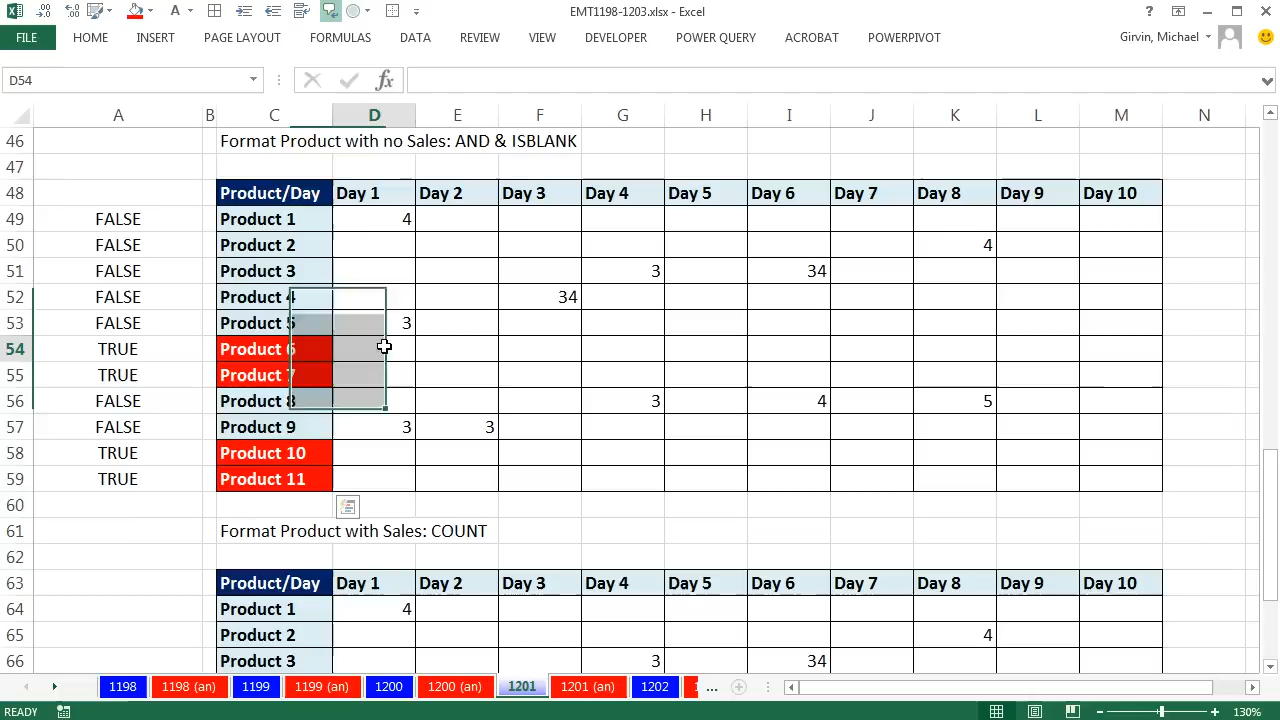 EMT1198-1203.xlsx - Excel
FILE HOME INSERT PAGE LAYOUT FORMULAS DATA REVIEW VIEW DEVELOPER POWER QUERY ACROBAT POWERPIVOT Girvin, Michael
D54 fx
A B C D E F G H I J K L M N
46 Format Product with no Sales: AND & ISBLANK
47
48 Product/Day Day 1 Day 2 Day 3 Day 4 Day 5 Day 6 Day 7 Day 8 Day 9 Day 10
49 FALSE Product 1 4
50 FALSE Product 2 4
51 FALSE Product 3 3 34
52 FALSE Product 4 34
53 FALSE Product 5 3
54 TRUE Product 6
55 TRUE Product 7
56 FALSE Product 8 3 4 5
57 FALSE Product 9 3 3
58 TRUE Product 10
59 TRUE Product 11
60
61 Format Product with Sales: COUNT
62
63 Product/Day Day 1 Day 2 Day 3 Day 4 Day 5 Day 6 Day 7 Day 8 Day 9 Day 10
64 Product 1 4
65 Product 2 4
66 Product 3 3 34
1198 1198 (an) 1199 1199 (an) 1200 1200 (an) 1201 1201 (an) 1202 1 ...
READY 130%